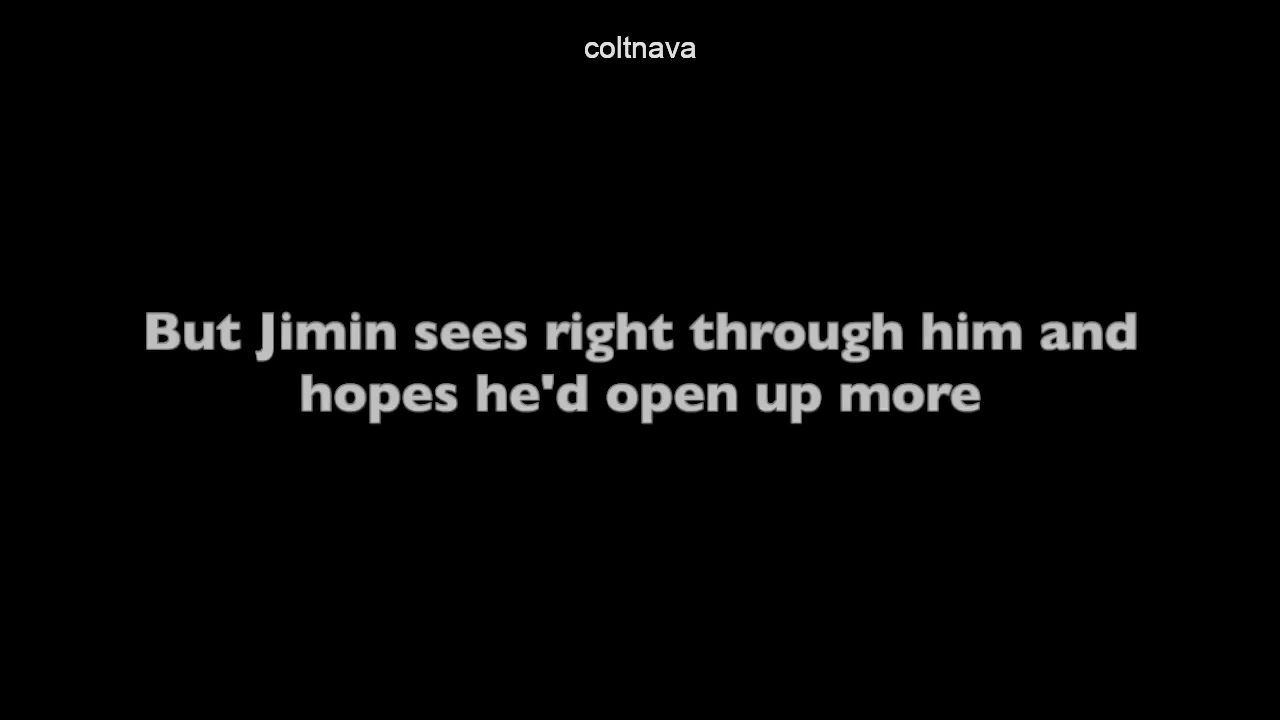 coltnava
But Jimin sees right through him and
hopes he'd open up more